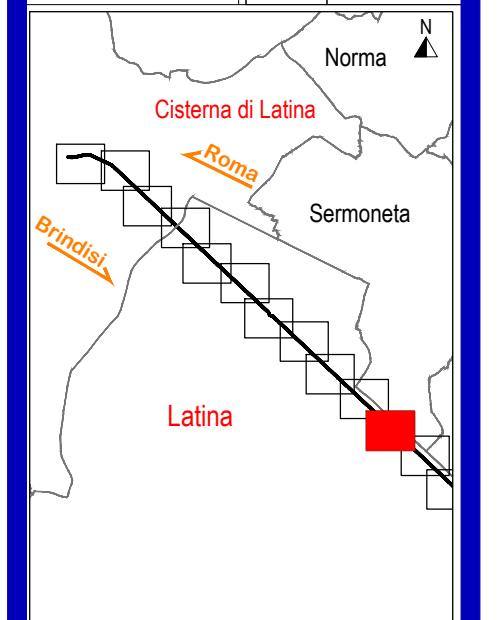 N
Norma
Cisterna di Latina
Roma
Sermoneta
Brindisi
Latina